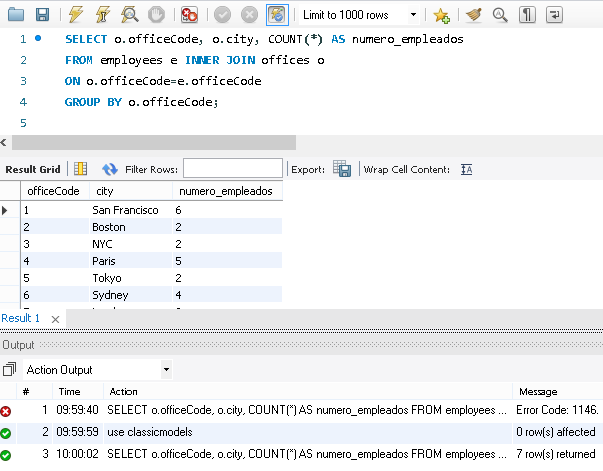 Limit to 1000 rows
1 SELECT o.officeCode, o.city, COUNT(*) AS numero_empleados
2 FROM employees e INNER JOIN offices o
3 ON o.officeCode=e.officeCode
4 GROUP BY o.officeCode;
5
Result Grid Filter Rows: Export: Wrap Cell Content:
officeCode city numero_empleados
1 San Francisco 6
2 Boston 2
3 NYC 2
4 Paris 5
5 Tokyo 2
6 Sydney 4
Result 1
Output
Action Output
# Time Action Message
1 09:59:40 SELECT o.officeCode, o.city, COUNT(*) AS numero_empleados FROM employees ... Error Code: 1146.
2 09:59:59 use classicmodels 0 row(s) affected
3 10:00:02 SELECT o.officeCode, o.city, COUNT(*) AS numero_empleados FROM employees ... 7 row(s) returned